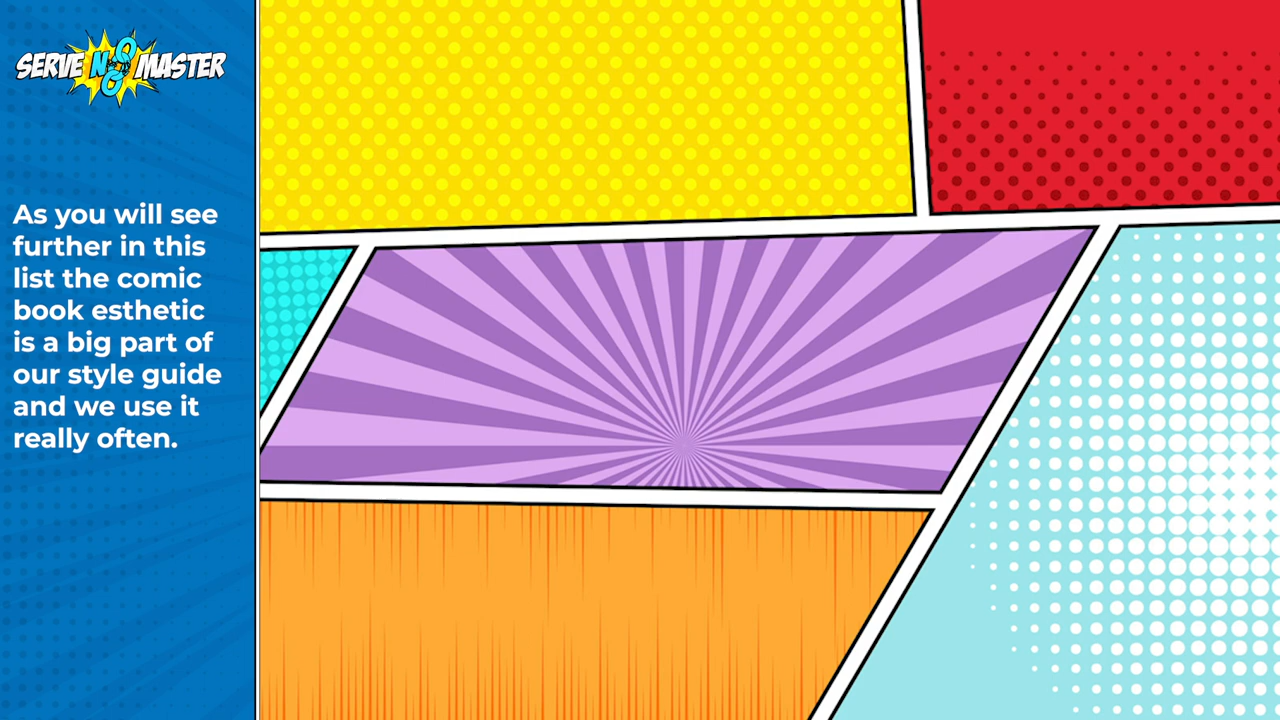 SERVE NO MASTER
As you will see
further in this
list the comic
book esthetic
is a big part of
our style guide
and we use it
really often.